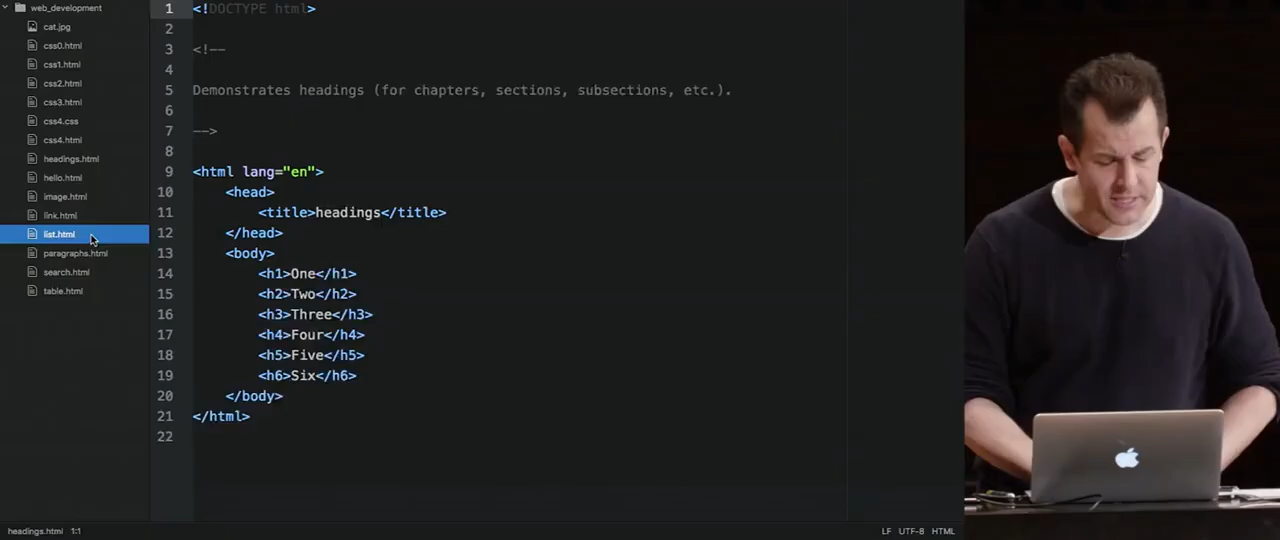 web_development
cat.jpg
css0.html
css1.html
css2.html
css3.html
css4.css
css4.html
headings.html
hello.html
image.html
link.html
list.html
paragraphs.html
search.html
table.html
1 <!DOCTYPE html>
2
3 <!--
4
5 Demonstrates headings (for chapters, sections, subsections, etc.).
6
7 -->
8
9 <html lang="en">
10 <head>
11 <title>headings</title>
12 </head>
13 <body>
14 <h1>One</h1>
15 <h2>Two</h2>
16 <h3>Three</h3>
17 <h4>Four</h4>
18 <h5>Five</h5>
19 <h6>Six</h6>
20 </body>
21 </html>
22
headings.html 1:1
LF UTF-8 HTML